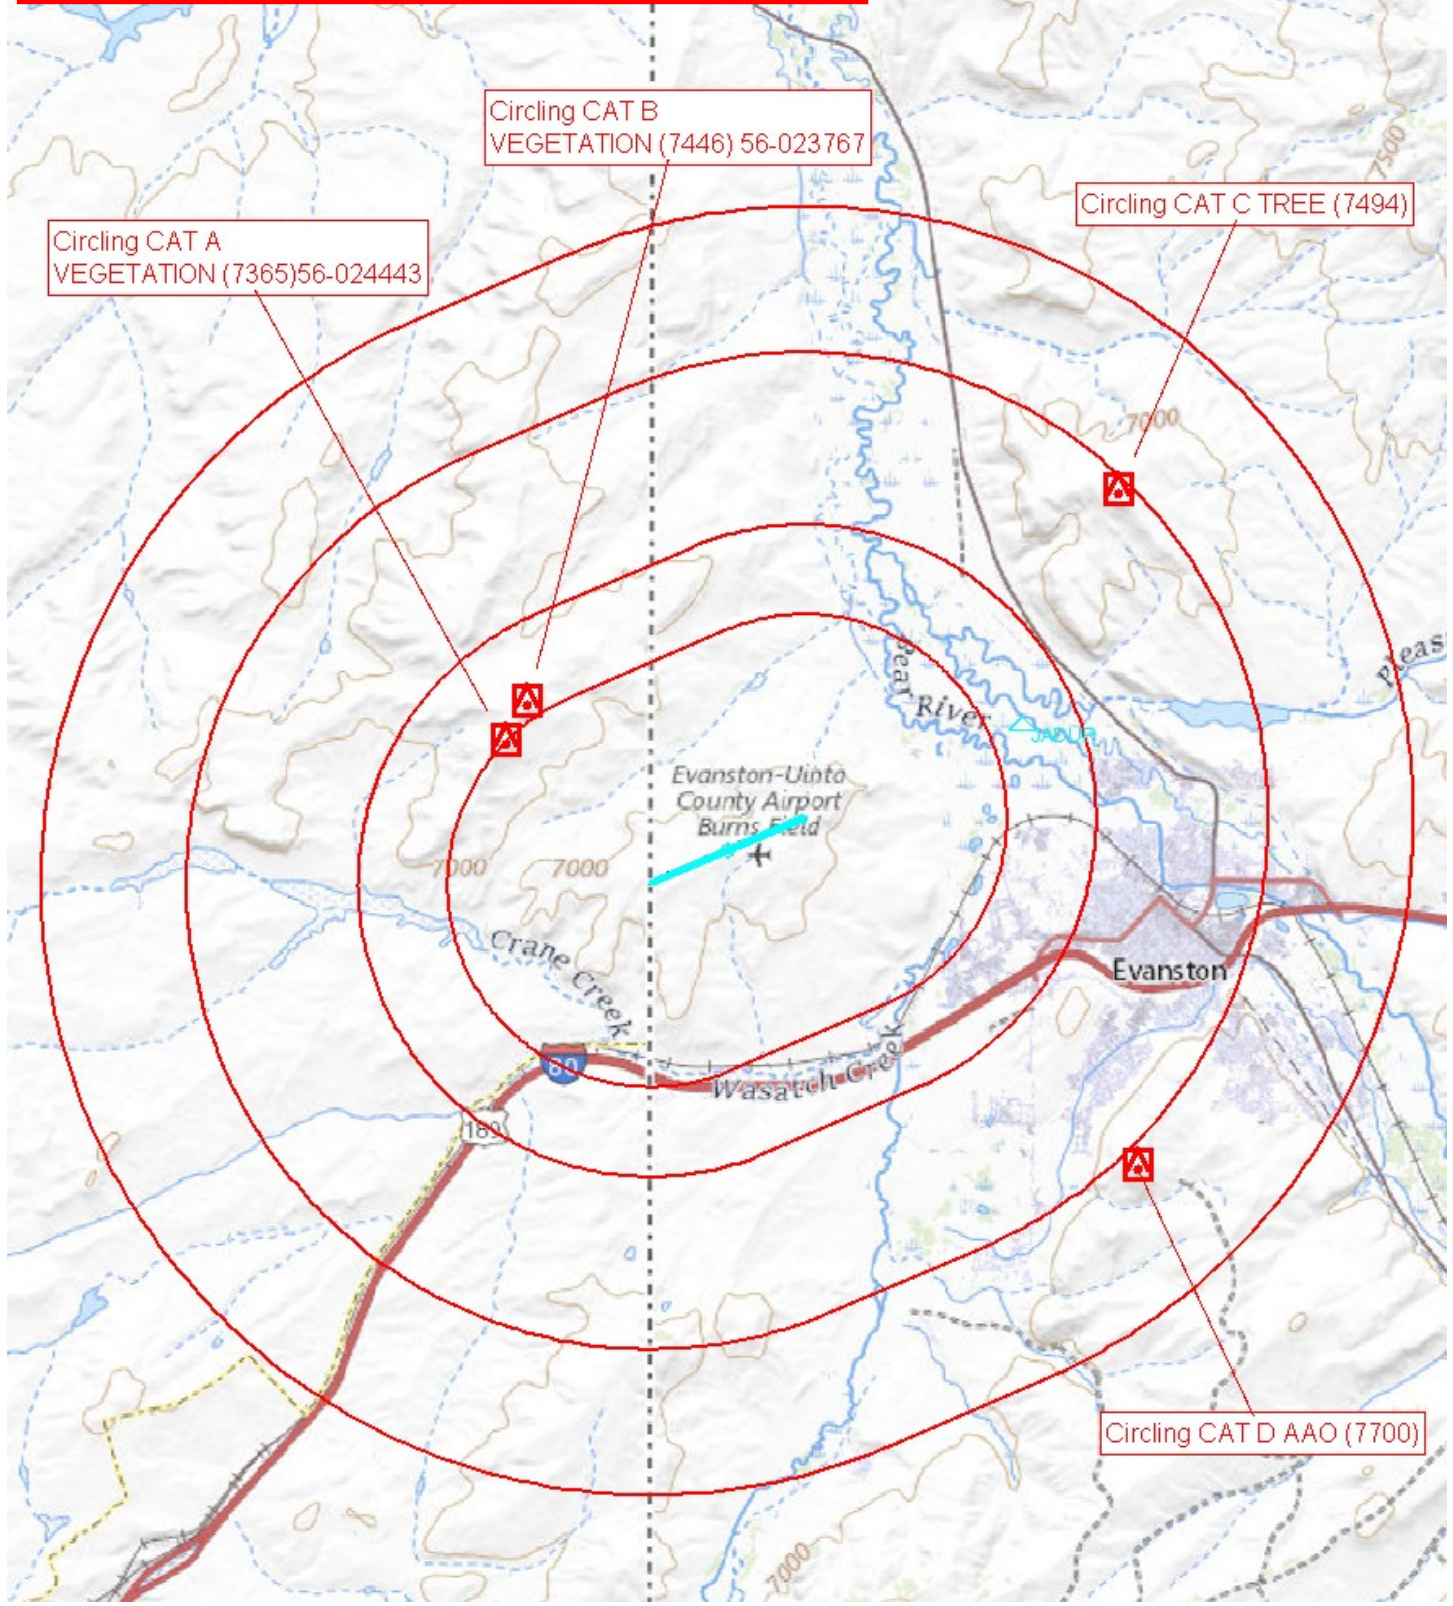 Circling CAT B
VEGETATION (7446) 56-023767
7500
Circling CAT C TREE (7494)
Circling CAT A
VEGETATION (7365)56-024443
7000
Pleas
Bear
River
JADUR
Evanston-Uinta
County Airport
Burns Field
7000
7000
Crane Creek
Evanston
80
Wasatch Creek
189
Circling CAT D AAO (7700)
7000